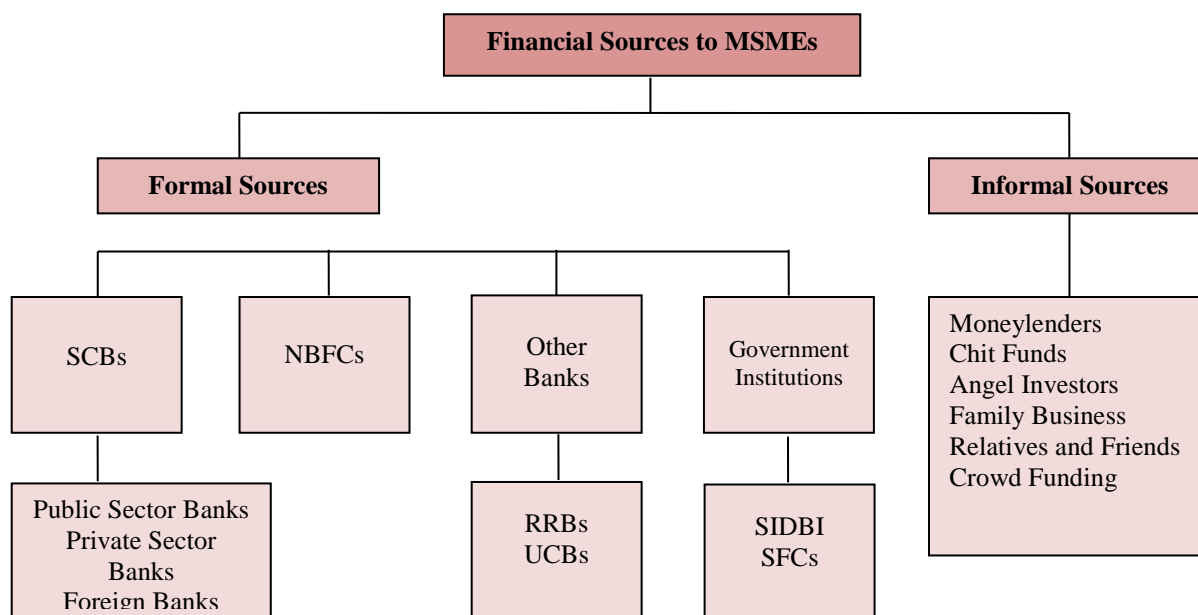 Financial Sources to MSMEs
Formal Sources
Informal Sources
SCBs
NBFCs
Other
Banks
Government
Institutions
Moneylenders
Chit Funds
Angel Investors
Family Business
Relatives and Friends
Crowd Funding
Public Sector Banks
Private Sector
Banks
Foreign Banks
RRBs
UCBs
SIDBI
SFCs